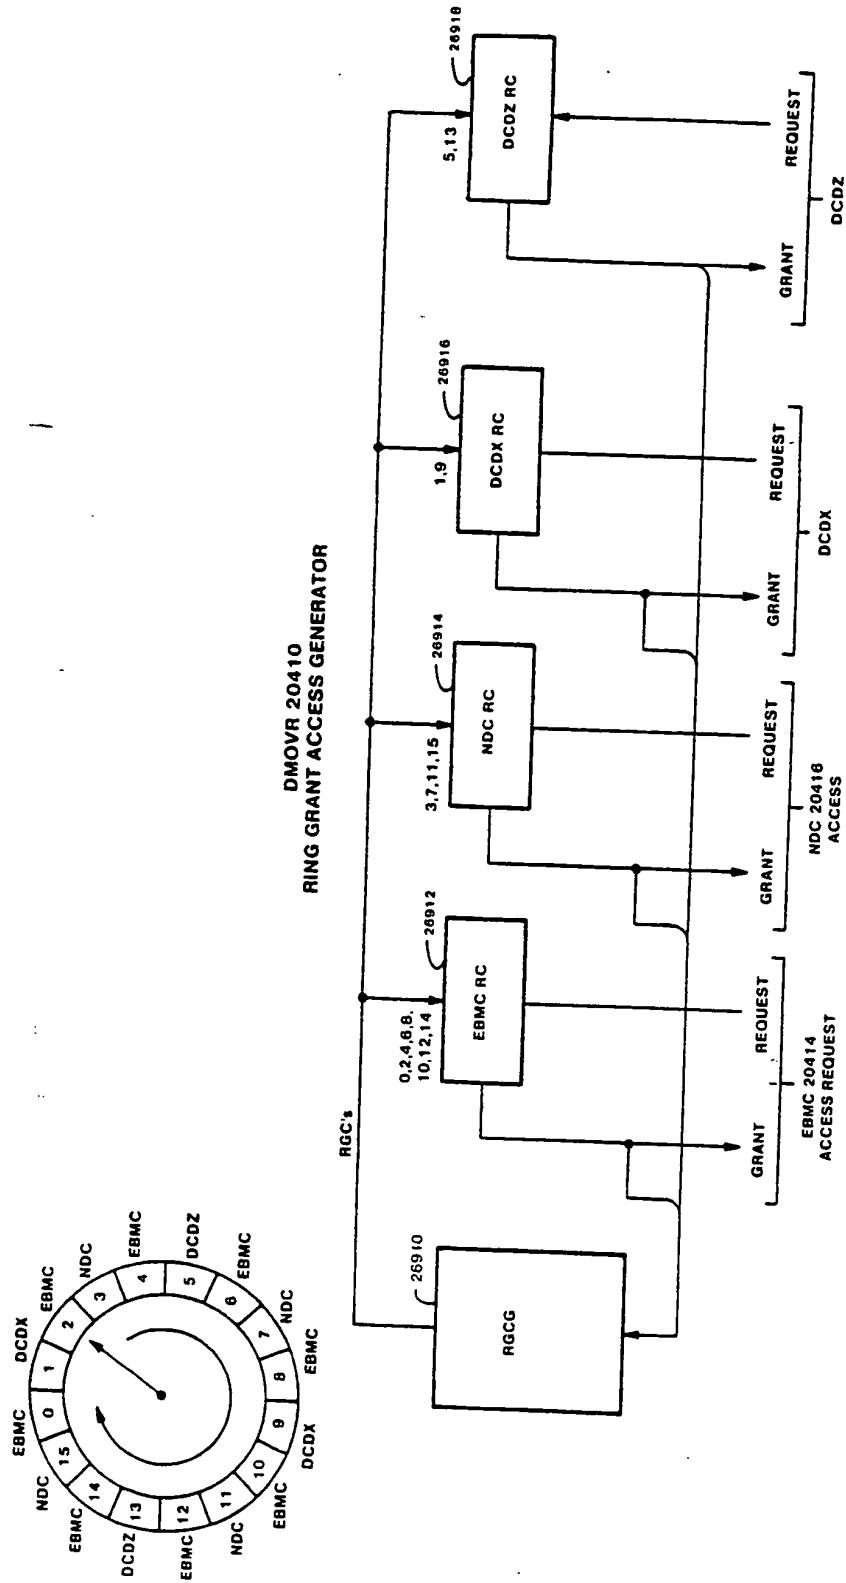 DMOVR 20410
RING GRANT ACCESS GENERATOR
EBMC
DCDX
EBMC
NDC
EBMC
DCDZ
EBMC
NDC
EBMC
DCDX
EBMC
NDC
EBMC
DCDZ
EBMC
NDC
0
1
2
3
4
5
6
7
8
9
10
11
12
13
14
15
RGC's
26910
RGCG
0,2,4,6,8,
10,12,14
26912
EBMC RC
3,7,11,15
26914
NDC RC
1,9
26916
DCDX RC
5,13
26918
DCDZ RC
GRANT
REQUEST
EBMC 20414
ACCESS REQUEST
GRANT
REQUEST
NDC 20416
ACCESS
GRANT
REQUEST
DCDX
GRANT
REQUEST
DCDZ